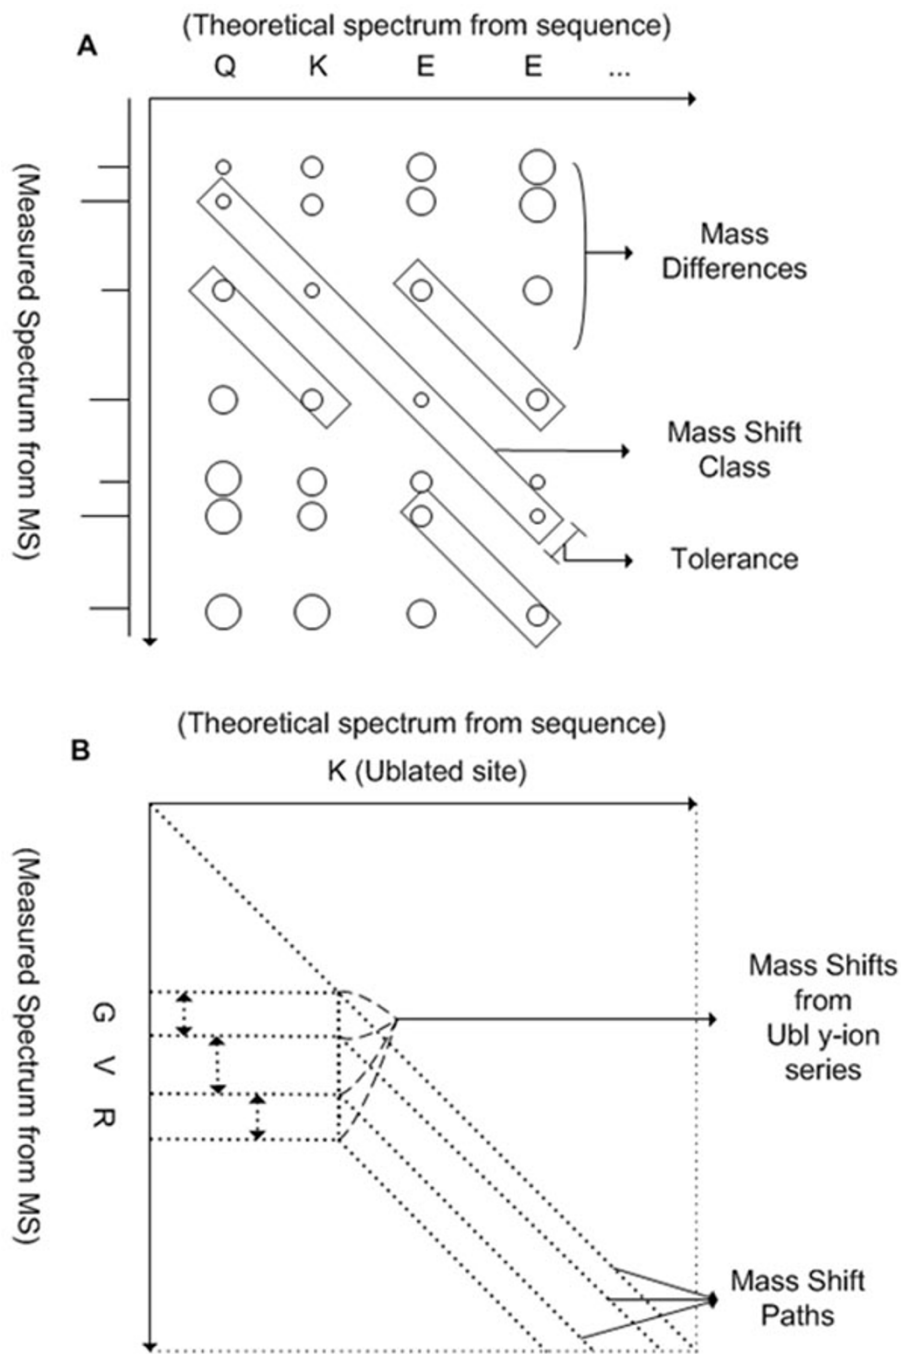 A
(Theoretical spectrum from sequence)
Q K E E ...
(Measured Spectrum from MS)
Mass
Differences
Mass Shift
Class
Tolerance
B
(Theoretical spectrum from sequence)
K (Ublated site)
(Measured Spectrum from MS)
G
V
R
Mass Shifts
from
Ubl y-ion
series
Mass Shift
Paths